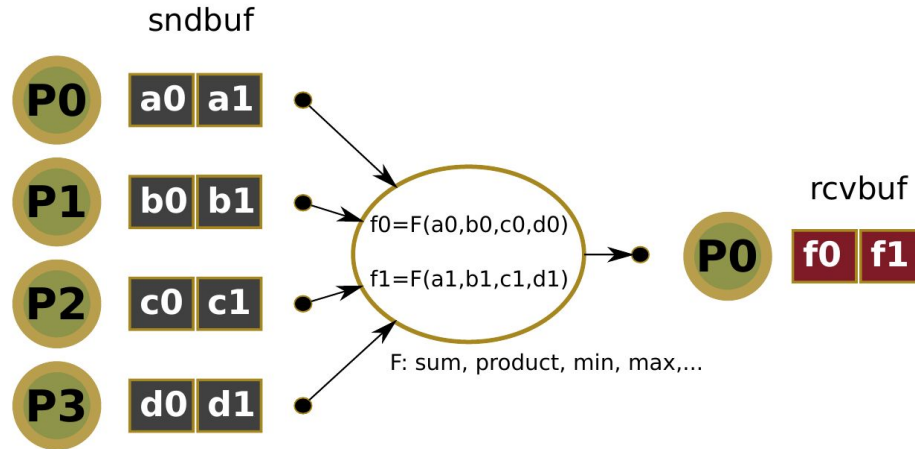 sndbuf
P0 a0 a1
P1 b0 b1
rcvbuf
f0=F(a0,b0,c0,d0)
P0 f0 f1
f1=F(a1,b1,c1,d1)
P2 c0 c1
F: sum, product, min, max,...
P3 d0 d1